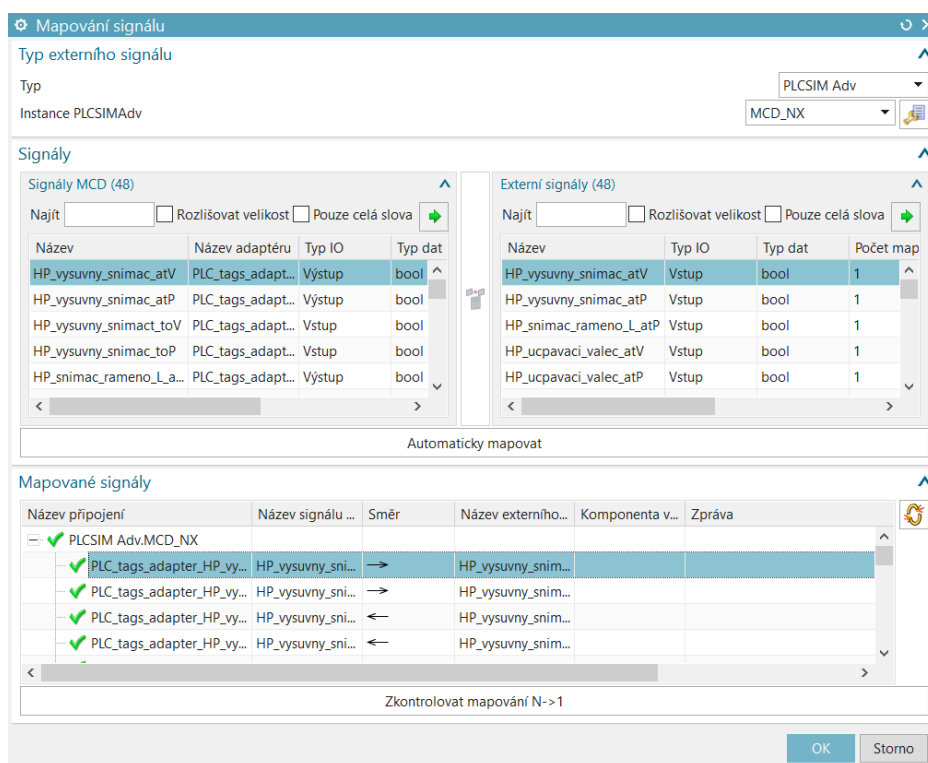 Mapování signálu
Typ externího signálu
Typ PLCSIM Adv
Instance PLCSIMAdv MCD_NX
Signály
Signály MCD (48)
Najít Rozlišovat velikost Pouze celá slova
Název Název adaptéru Typ IO Typ dat
HP_vysuvny_snimac_atV PLC_tags_adapt... Výstup bool
HP_vysuvny_snimac_atP PLC_tags_adapt... Výstup bool
HP_vysuvny_snimact_toV PLC_tags_adapt... Vstup bool
HP_vysuvny_snimac_toP PLC_tags_adapt... Vstup bool
HP_snimac_rameno_L_a... PLC_tags_adapt... Výstup bool
Externí signály (48)
Najít Rozlišovat velikost Pouze celá slova
Název Typ IO Typ dat Počet map
HP_vysuvny_snimac_atV Vstup bool 1
HP_vysuvny_snimac_atP Vstup bool 1
HP_snimac_rameno_L_atP Vstup bool 1
HP_ucpavaci_valec_atV Vstup bool 1
HP_ucpavaci_valec_atP Vstup bool 1
Automaticky mapovat
Mapované signály
Název připojení Název signálu ... Směr Název externího... Komponenta v... Zpráva
PLCSIM Adv.MCD_NX
PLC_tags_adapter_HP_vy... HP_vysuvny_sni... → HP_vysuvny_snim...
PLC_tags_adapter_HP_vy... HP_vysuvny_sni... → HP_vysuvny_snim...
PLC_tags_adapter_HP_vy... HP_vysuvny_sni... ← HP_vysuvny_snim...
PLC_tags_adapter_HP_vy... HP_vysuvny_sni... ← HP_vysuvny_snim...
Zkontrolovat mapování N->1
OK Storno